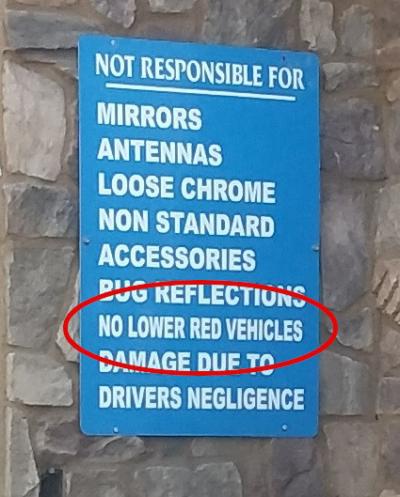 NOT RESPONSIBLE FOR
MIRRORS
ANTENNAS
LOOSE CHROME
NON STANDARD
ACCESSORIES
BUG REFLECTIONS
NO LOWER RED VEHICLES
DAMAGE DUE TO
DRIVERS NEGLIGENCE